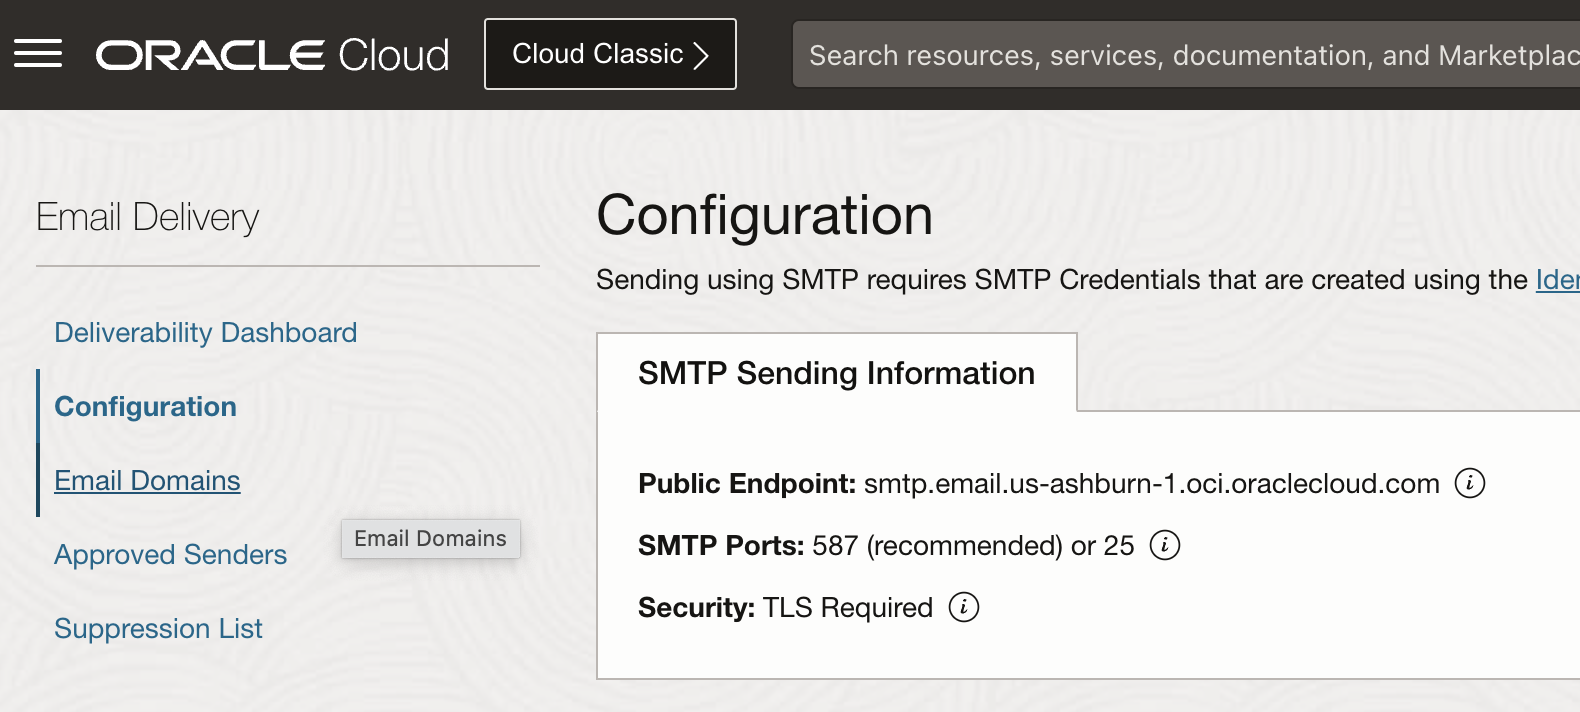 ORACLE Cloud
Cloud Classic
Search resources, services, documentation, and
Email Delivery
Deliverability Dashboard
Configuration
Email Domains
Email Domains
Approved Senders
Suppression List
Configuration
Sending using SMTP requires SMTP Credentials that are created using the
SMTP Sending Information
Public Endpoint: smtp.email.us-ashburn-1.oci.oraclecloud.com
SMTP Ports: 587 (recommended) or 25
Security: TLS Required